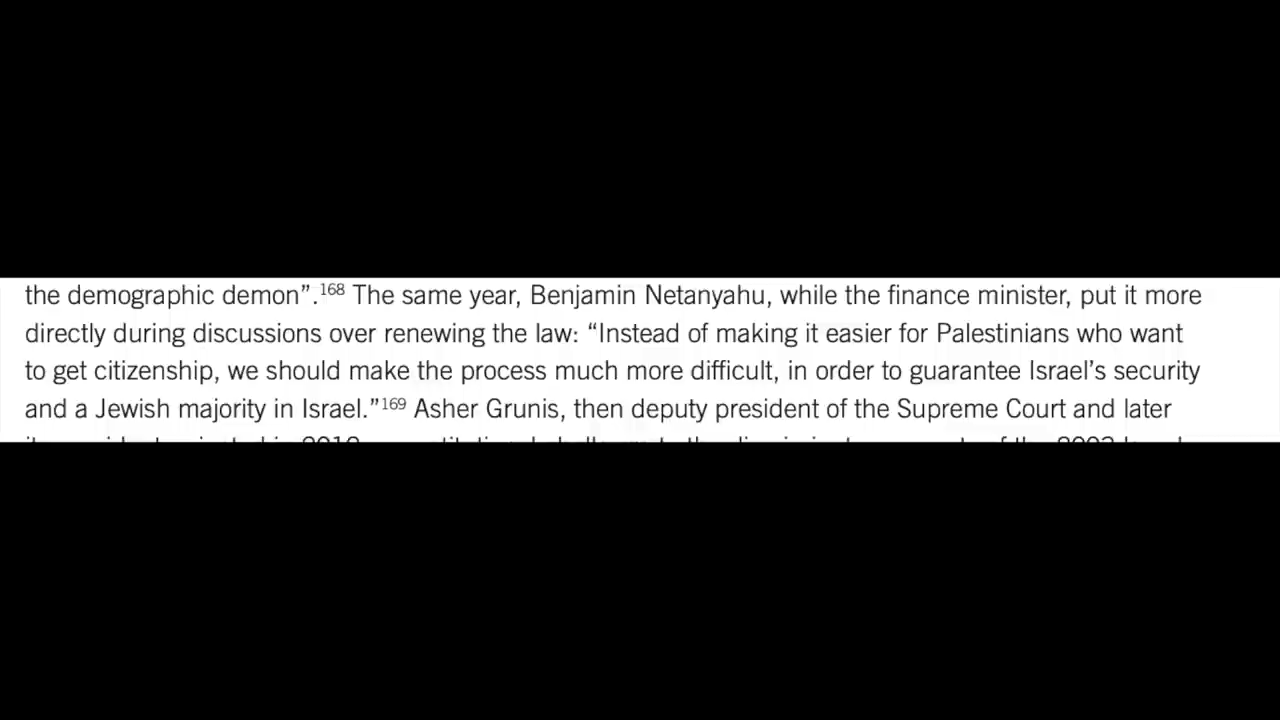 the demographic demon”.168 The same year, Benjamin Netanyahu, while the finance minister, put it more
directly during discussions over renewing the law: “Instead of making it easier for Palestinians who want
to get citizenship, we should make the process much more difficult, in order to guarantee Israel’s security
and a Jewish majority in Israel.”169 Asher Grunis, then deputy president of the Supreme Court and later